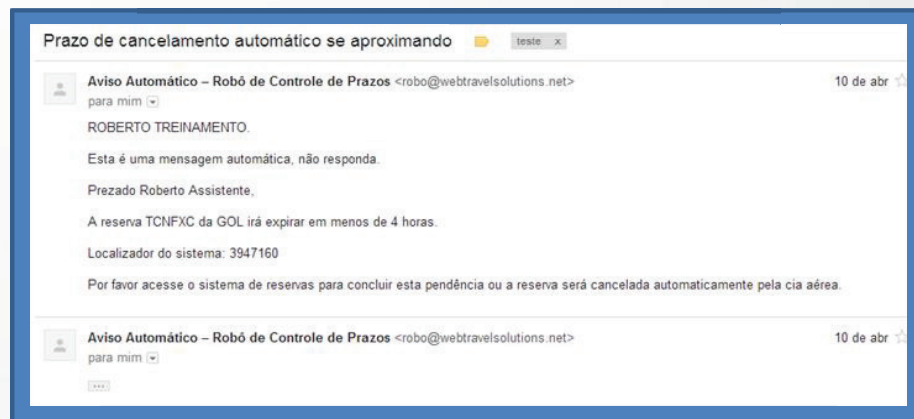 Prazo de cancelamento automático se aproximando teste x
Aviso Automático – Robô de Controle de Prazos <robo@webtravelsolutions.net> 10 de abr
para mim
ROBERTO TREINAMENTO.
Esta é uma mensagem automática, não responda.
Prezado Roberto Assistente,
A reserva TCNFXC da GOL irá expirar em menos de 4 horas.
Localizador do sistema: 3947160
Por favor acesse o sistema de reservas para concluir esta pendência ou a reserva será cancelada automaticamente pela cia aérea.
Aviso Automático – Robô de Controle de Prazos <robo@webtravelsolutions.net> 10 de abr
para mim
...